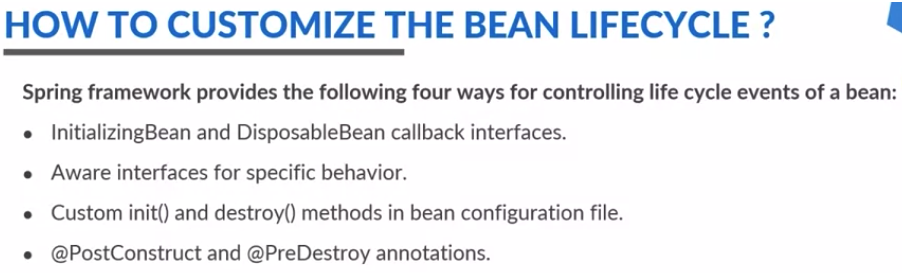 HOW TO CUSTOMIZE THE BEAN LIFECYCLE ?
Spring framework provides the following four ways for controlling life cycle events of a bean:
• InitializingBean and DisposableBean callback interfaces.
• Aware interfaces for specific behavior.
• Custom init() and destroy() methods in bean configuration file.
• @PostConstruct and @PreDestroy annotations.